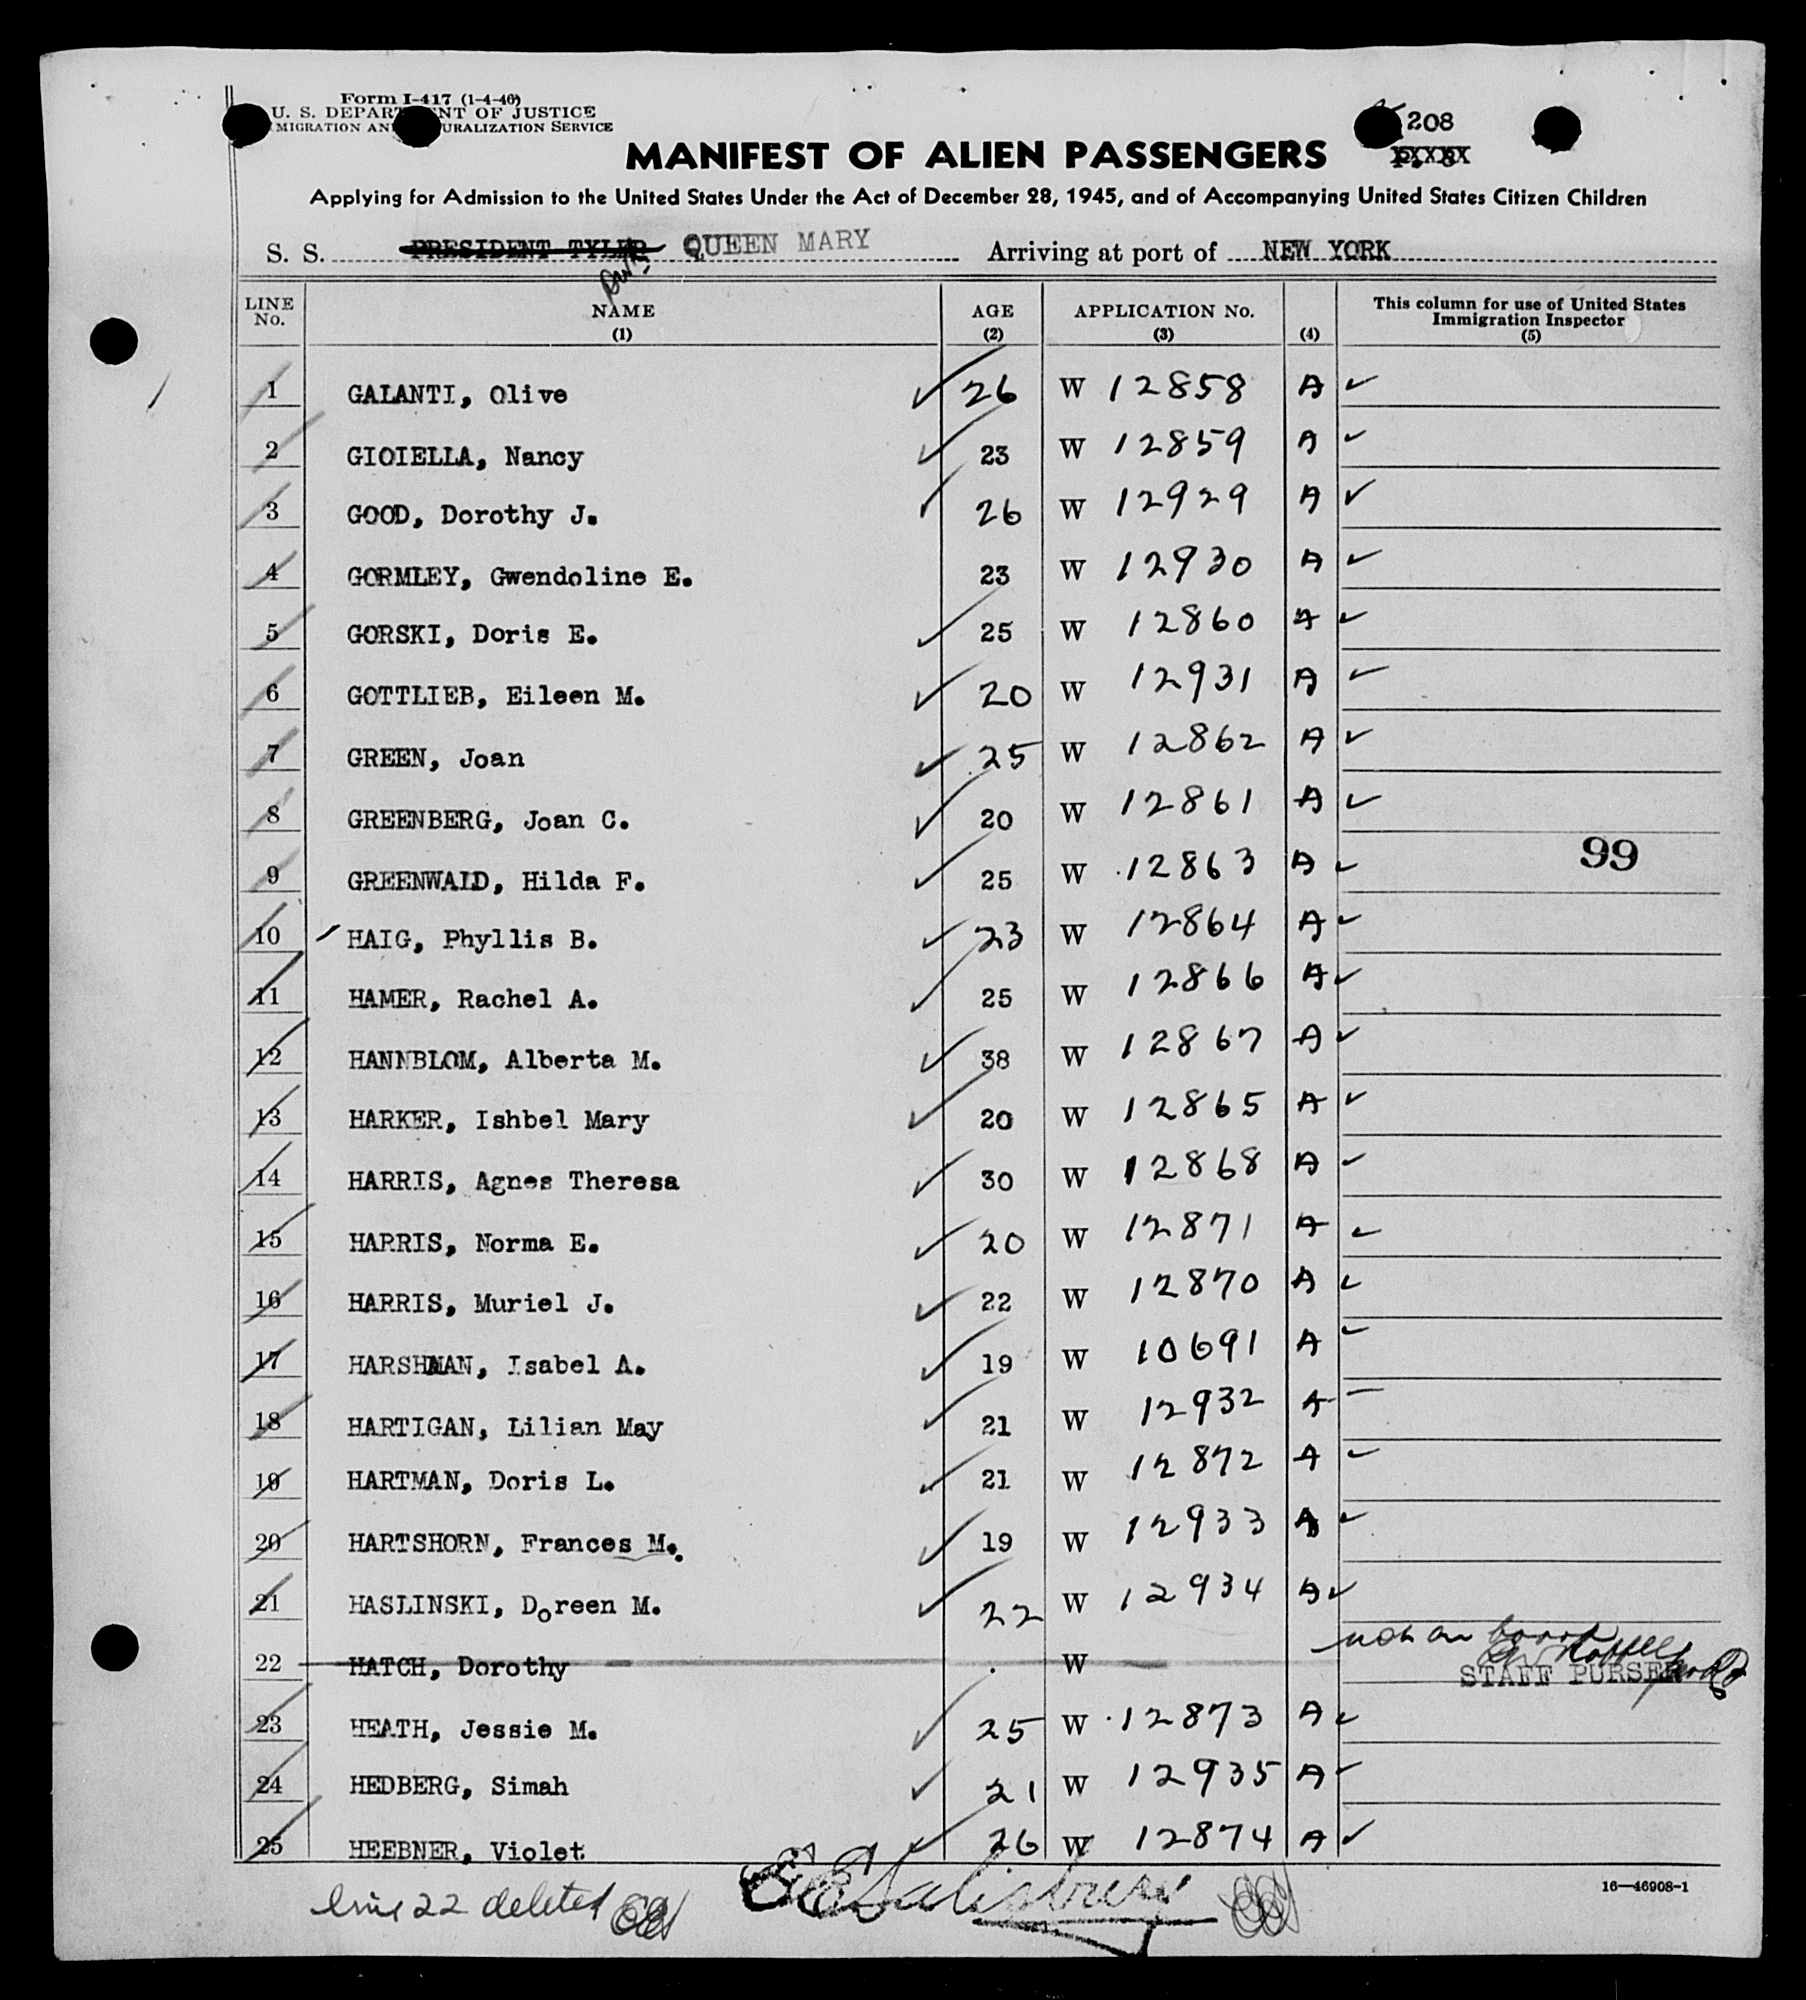 Form I-417 (1-4-46)
U. S. DEPARTMENT OF JUSTICE
IMMIGRATION AND NATURALIZATION SERVICE
208
MANIFEST OF ALIEN PASSENGERS
Applying for Admission to the United States Under the Act of December 28, 1945, and of Accompanying United States Citizen Children
S. S. PRESIDENT TYLER QUEEN MARY Arriving at port of NEW YORK
LINE No. NAME (1) AGE (2) APPLICATION No. (3) (4) This column for use of United States Immigration Inspector (5)
1 GALANTI, Olive 26 W 12858 A
2 GIOIELLA, Nancy 23 W 12859 A
3 GOOD, Dorothy J. 26 W 12929 A
4 GORMLEY, Gwendoline E. 23 W 12930 A
5 GORSKI, Doris E. 25 W 12860 A
6 GOTTLIEB, Eileen M. 20 W 12931 A
7 GREEN, Joan 25 W 12862 A
8 GREENBERG, Joan C. 20 W 12861 A
99
9 GREENWALD, Hilda F. 25 W 12863 A
10 HAIG, Phyllis B. 23 W 12864 A
11 HAMER, Rachel A. 25 W 12866 A
12 HANNBLOM, Alberta M. 38 W 12867 A
13 HARKER, Ishbel Mary 20 W 12865 A
14 HARRIS, Agnes Theresa 30 W 12868 A
15 HARRIS, Norma E. 20 W 12871 A
16 HARRIS, Muriel J. 22 W 12870 A
17 HARSHMAN, Isabel A. 19 W 10691 A
18 HARTIGAN, Lilian May 21 W 12932 A
19 HARTMAN, Doris L. 21 W 12872 A
20 HARTSHORN, Frances M. 19 W 12933 A
21 HASLINSKI, Doreen M. 22 W 12934 A
not on board
22 HATCH, Dorothy W STAFF PURSER
23 HEATH, Jessie M. 25 W 12873 A
24 HEDBERG, Simah 21 W 12935 A
25 HEEBNER, Violet 26 W 12874 A
16—46908-1
line 22 deleted Salisbury